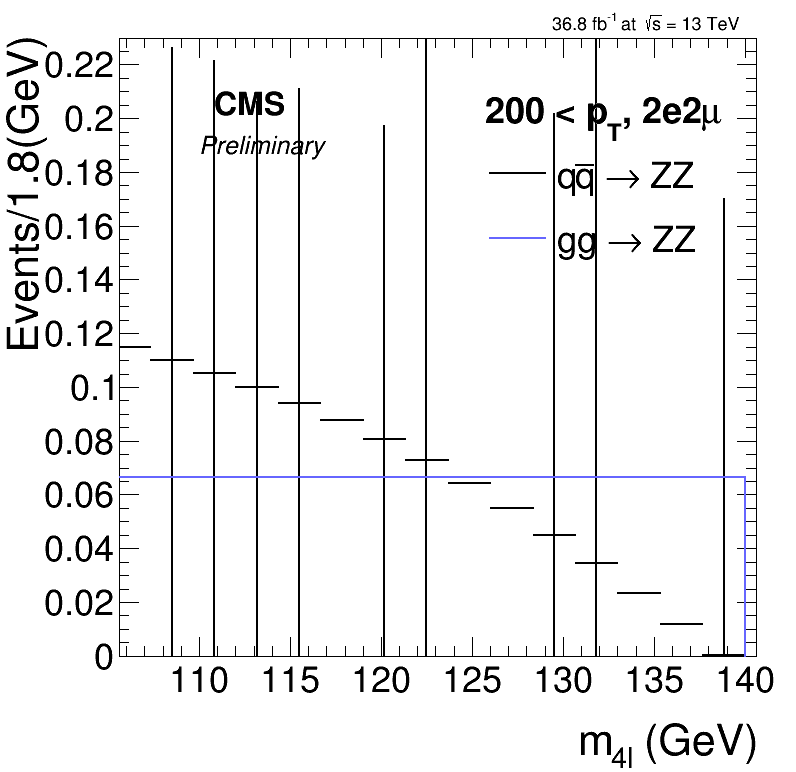 36.8 fb⁻¹ at √s = 13 TeV
Events/1.8(GeV)
CMS
Preliminary
200 < p_T, 2e2μ
qq̅ → ZZ
gg → ZZ
0.22
0.2
0.18
0.16
0.14
0.12
0.1
0.08
0.06
0.04
0.02
0
110 115 120 125 130 135 140
m_4l (GeV)